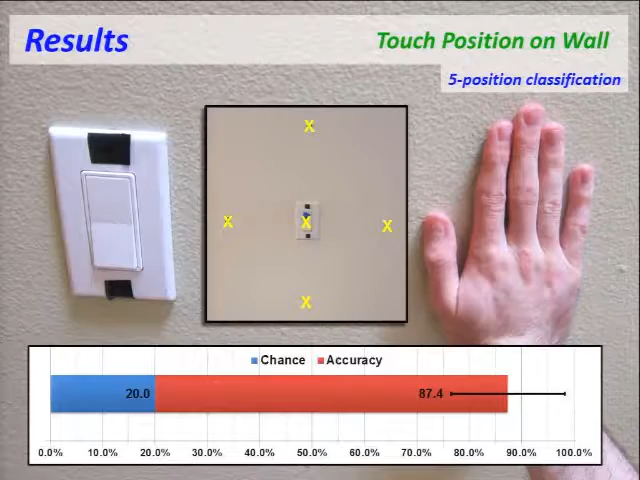 Results
Touch Position on Wall
5-position classification
X
X X X
X
Chance Accuracy
20.0 87.4
0.0% 10.0% 20.0% 30.0% 40.0% 50.0% 60.0% 70.0% 80.0% 90.0% 100.0%